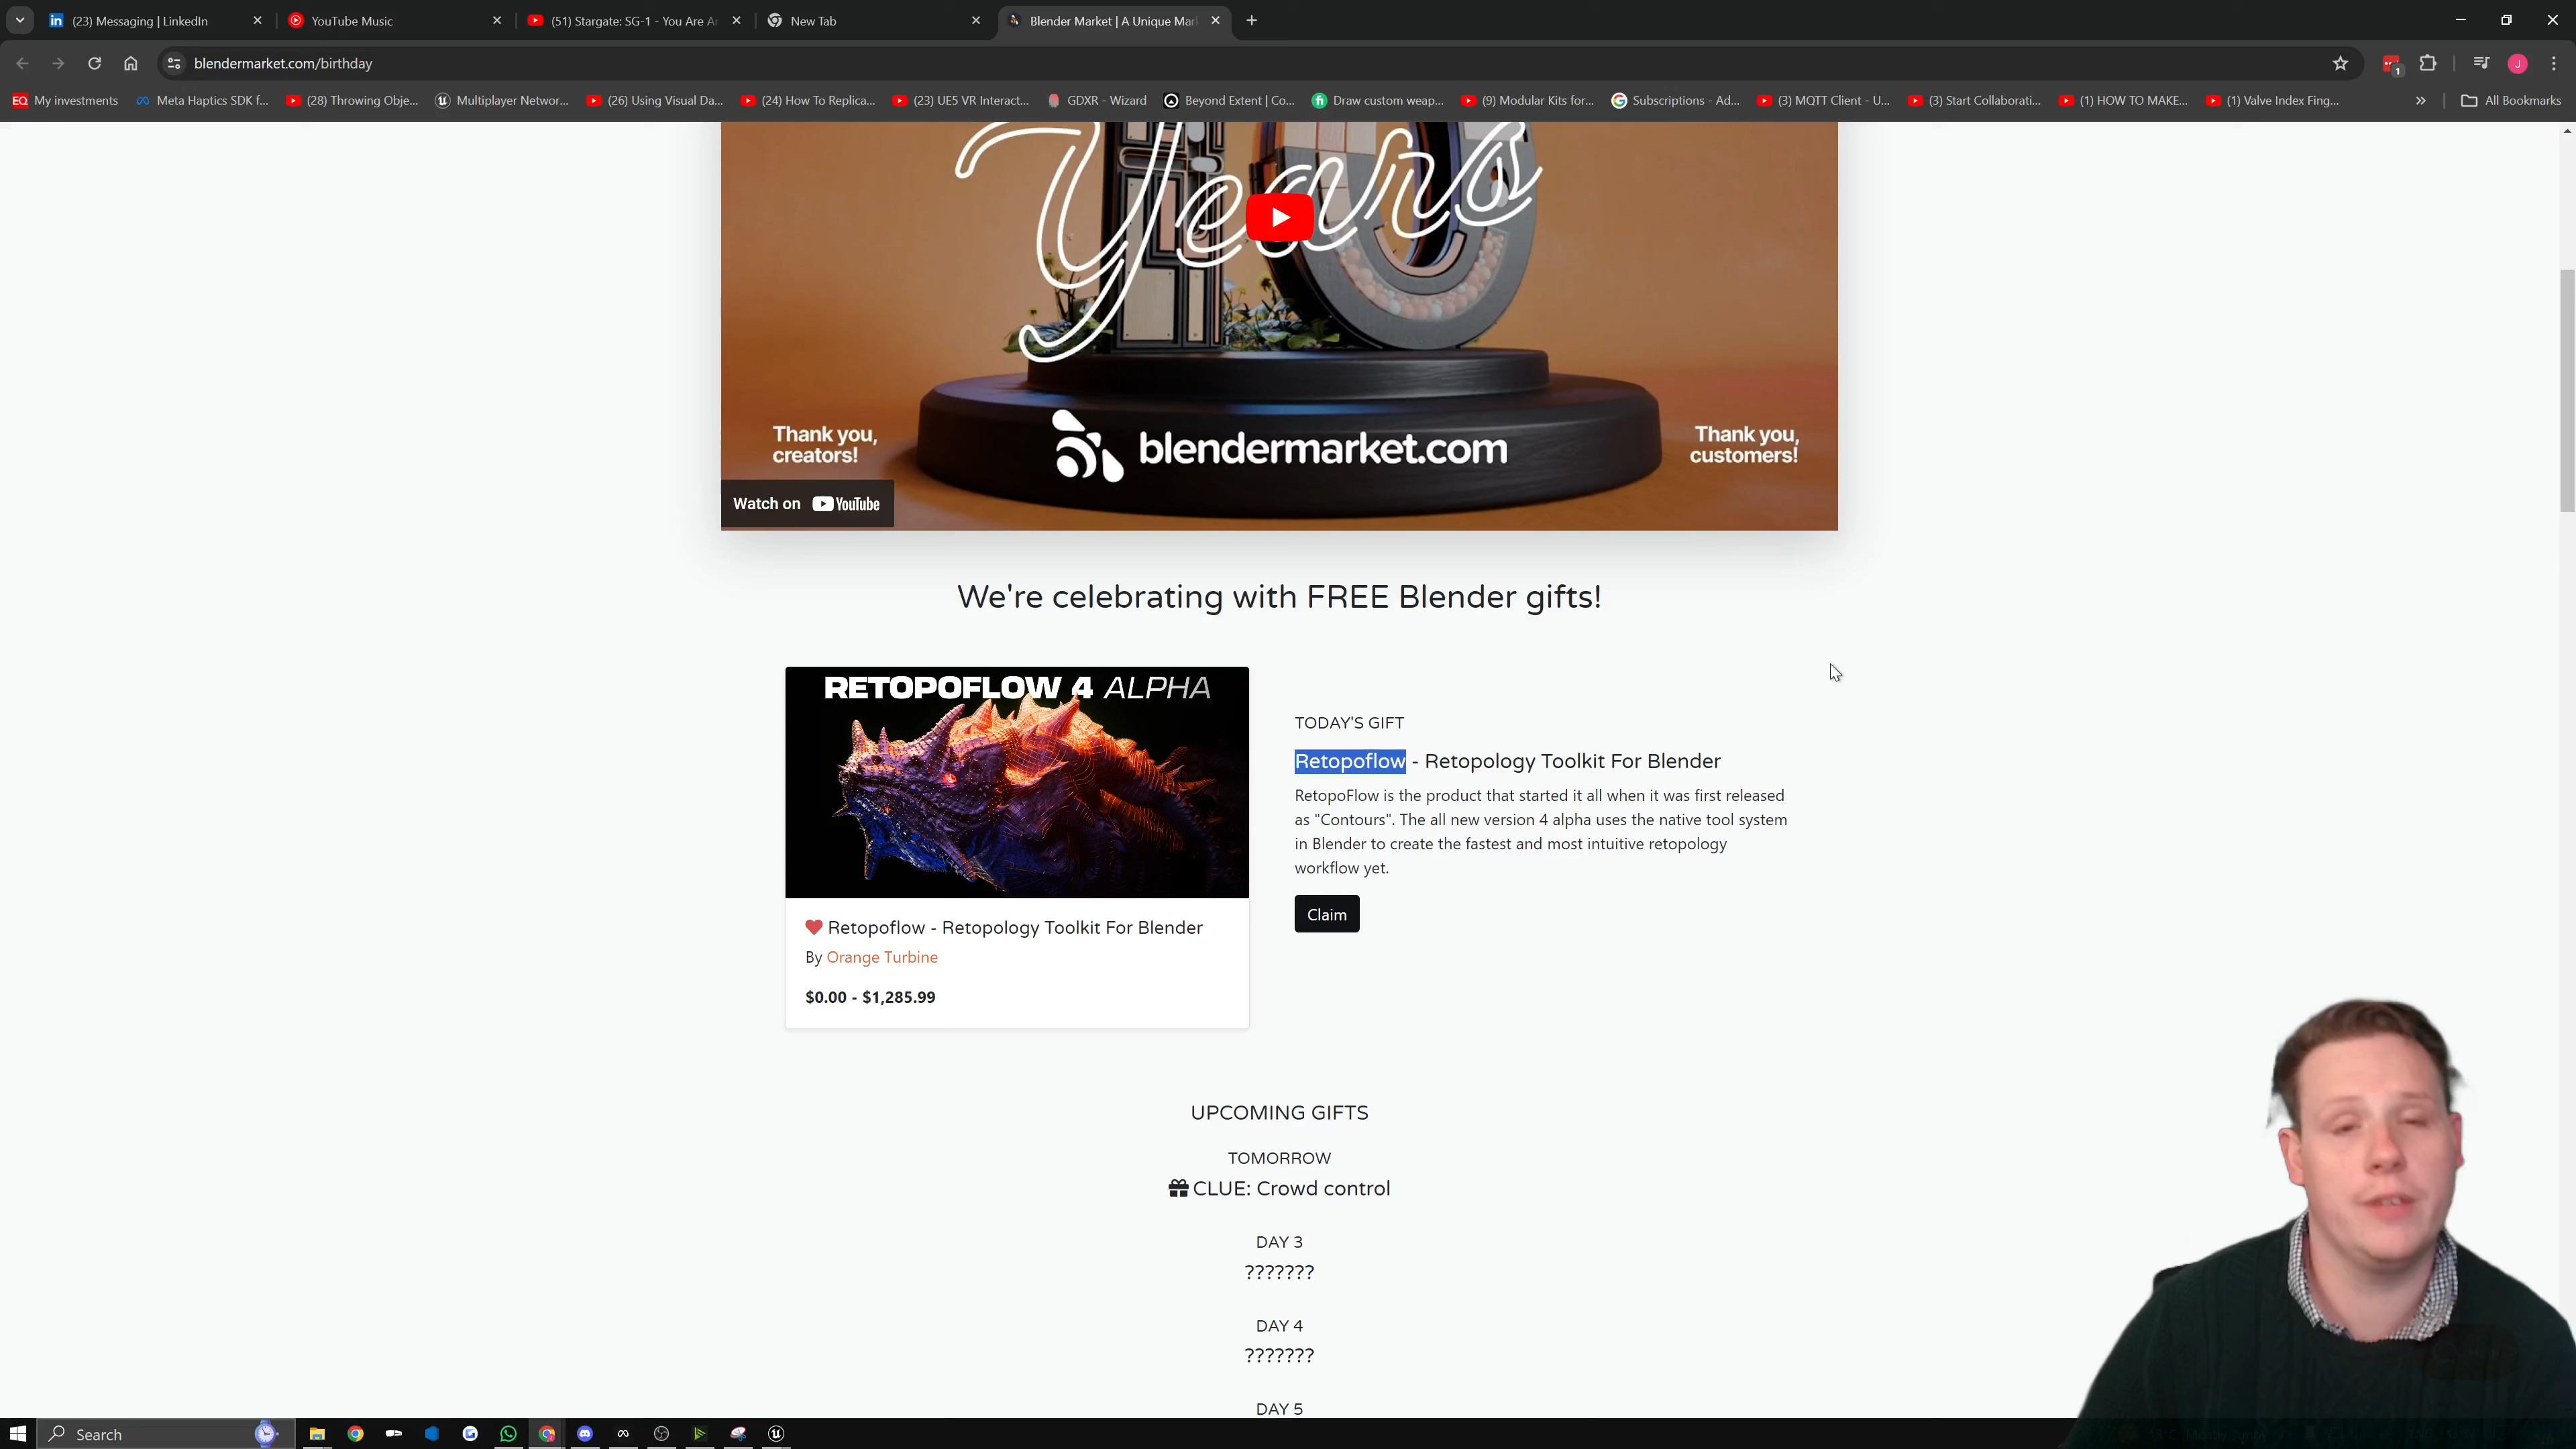 (23) Messaging | LinkedIn
YouTube Music
(51) Stargate: SG-1 - You Are Ar
New Tab
Blender Market | A Unique Mar
blendermarket.com/birthday
EQ My investments
Meta Haptics SDK f...
(28) Throwing Obje...
Multiplayer Networ...
(26) Using Visual Da...
(24) How To Replica...
(23) UE5 VR Interact...
GDXR - Wizard
Beyond Extent | Co...
Draw custom weap...
(9) Modular Kits for...
Subscriptions - Ad...
(3) MQTT Client - U...
(3) Start Collaborati...
(1) HOW TO MAKE...
(1) Valve Index Fing...
All Bookmarks
Years
Thank you,
creators!
blendermarket.com
Thank you,
customers!
Watch on YouTube
We're celebrating with FREE Blender gifts!
RETOPOFLOW 4 ALPHA
Retopoflow - Retopology Toolkit For Blender
By Orange Turbine
$0.00 - $1,285.99
TODAY'S GIFT
Retopoflow - Retopology Toolkit For Blender
RetopoFlow is the product that started it all when it was first released
as "Contours". The all new version 4 alpha uses the native tool system
in Blender to create the fastest and most intuitive retopology
workflow yet.
Claim
UPCOMING GIFTS
TOMORROW
CLUE: Crowd control
DAY 3
???????
DAY 4
???????
DAY 5
Search